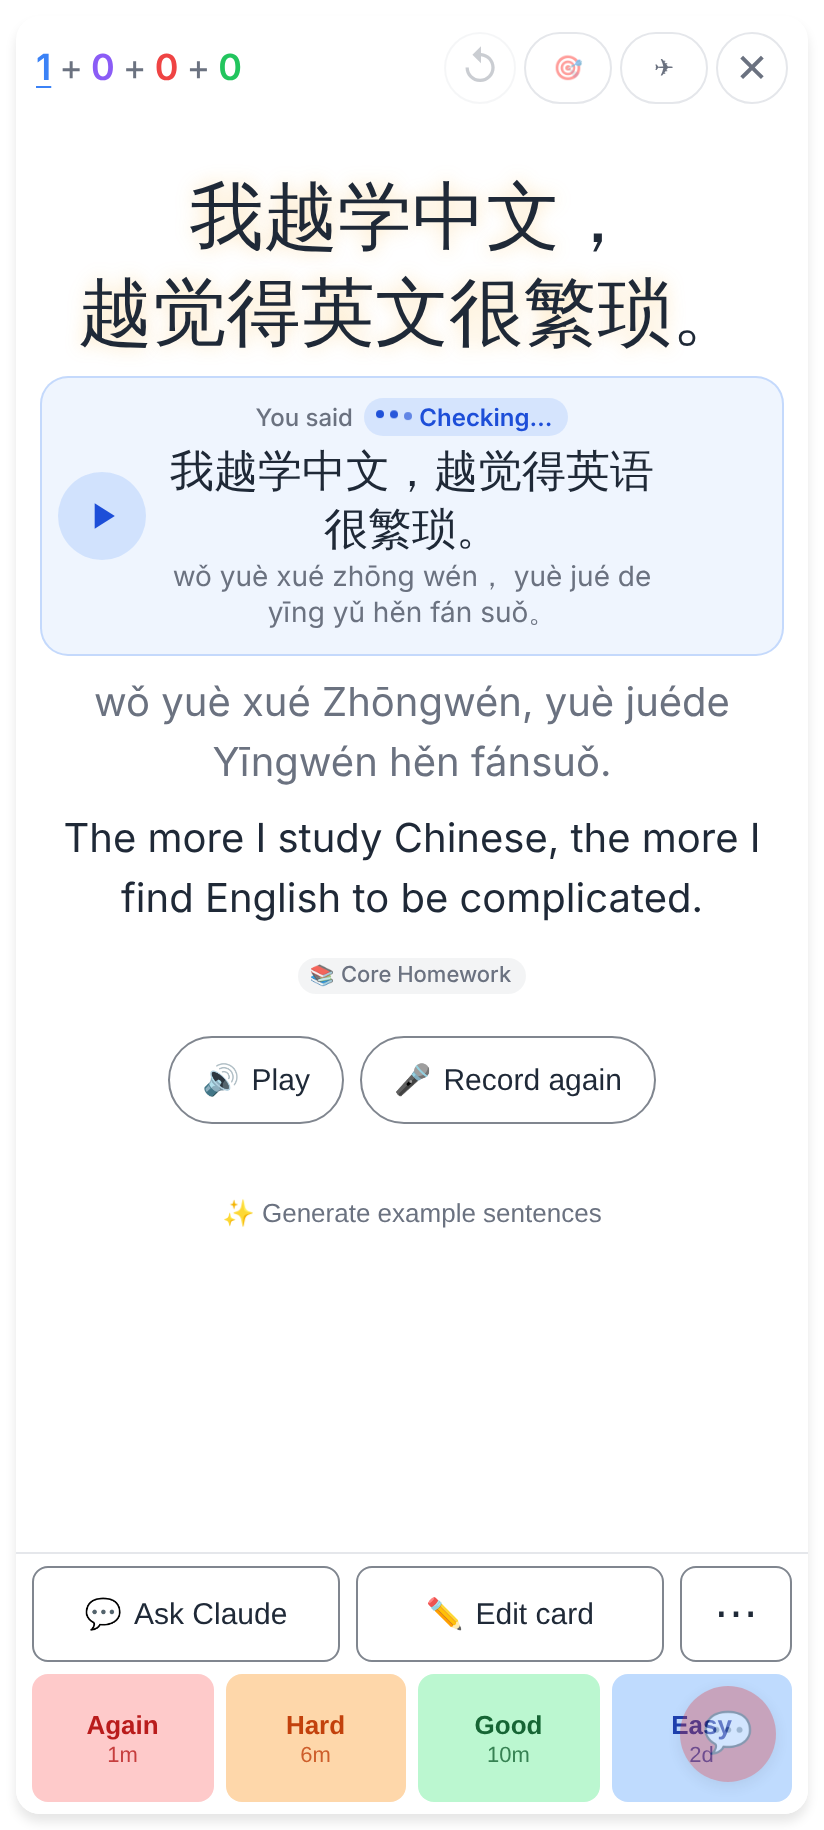 1 + 0 + 0 + 0
我越学中文，
越觉得英文很繁琐。
You said Checking...
我越学中文，越觉得英语
很繁琐。
wǒ yuè xué zhōng wén， yuè jué de
yīng yǔ hěn fán suǒ。
wǒ yuè xué Zhōngwén, yuè juéde
Yīngwén hěn fánsuǒ.
The more I study Chinese, the more I
find English to be complicated.
Core Homework
Play Record again
Generate example sentences
Ask Claude Edit card ...
Again Hard Good Easy
1m 6m 10m 2d